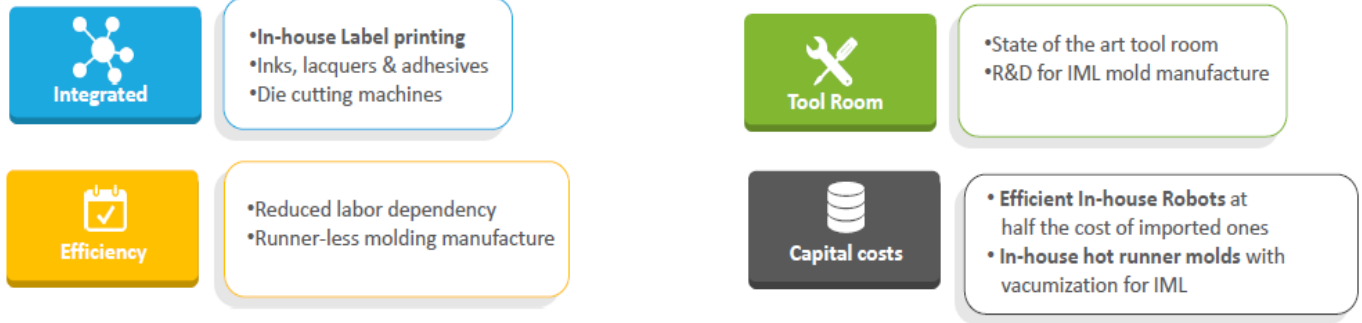 Integrated
•In-house Label printing
•Inks, lacquers & adhesives
•Die cutting machines
Tool Room
•State of the art tool room
•R&D for IML mold manufacture
Efficiency
•Reduced labor dependency
•Runner-less molding manufacture
Capital costs
• Efficient In-house Robots at
half the cost of imported ones
• In-house hot runner molds with
vacumization for IML